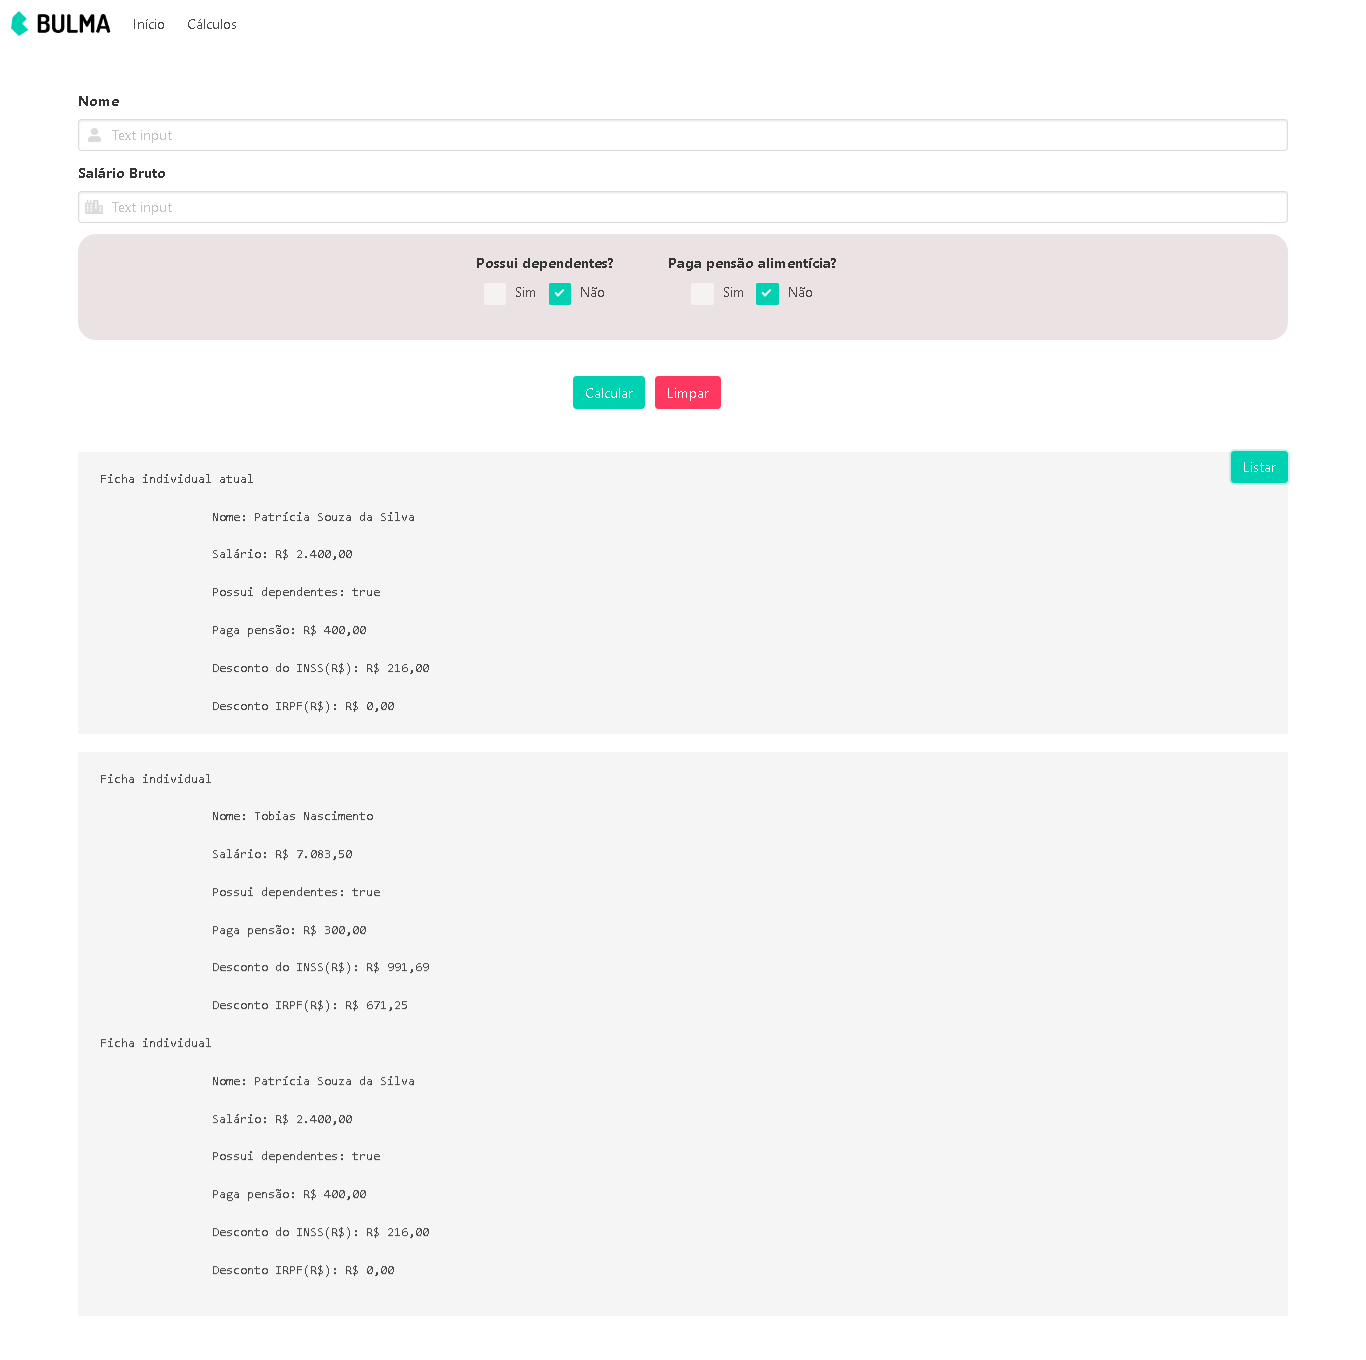 BULMA Início Cálculos
Nome
Text input
Salário Bruto
Text input
Possui dependentes? Paga pensão alimentícia?
Sim Não Sim Não
Calcular Limpar
Listar
Ficha individual atual
Nome: Patrícia Souza da Silva
Salário: R$ 2.400,00
Possui dependentes: true
Paga pensão: R$ 400,00
Desconto do INSS(R$): R$ 216,00
Desconto IRPF(R$): R$ 0,00
Ficha individual
Nome: Tobias Nascimento
Salário: R$ 7.083,50
Possui dependentes: true
Paga pensão: R$ 300,00
Desconto do INSS(R$): R$ 991,69
Desconto IRPF(R$): R$ 671,25
Ficha individual
Nome: Patrícia Souza da Silva
Salário: R$ 2.400,00
Possui dependentes: true
Paga pensão: R$ 400,00
Desconto do INSS(R$): R$ 216,00
Desconto IRPF(R$): R$ 0,00